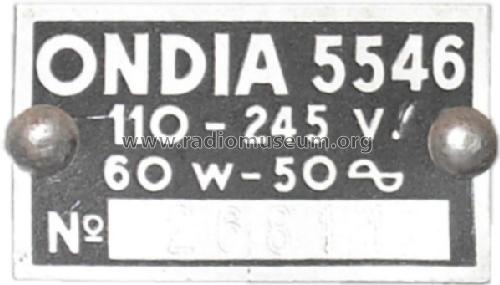 ONDIA 5546
110 - 245 V.
www.radiomuseum.org
60 W - 50 ∿
Nº